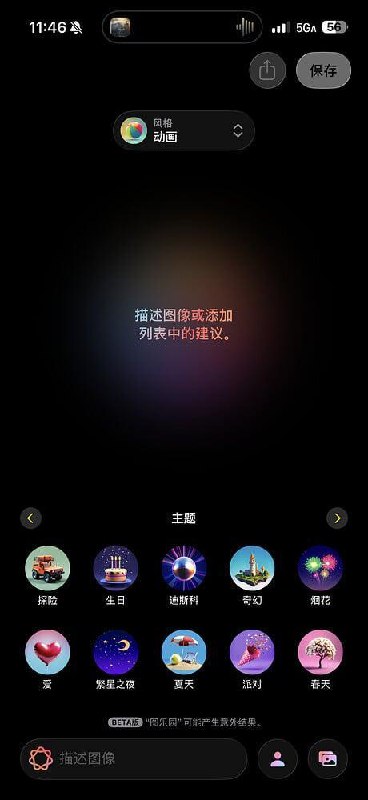 11:46
5GA 56
保存
风格
动画
描述图像或添加
列表中的建议。
主题
探险 生日 迪斯科 奇幻 烟花
爱 繁星之夜 夏天 派对 春天
BETA版 “图乐园”可能产生意外结果。
描述图像